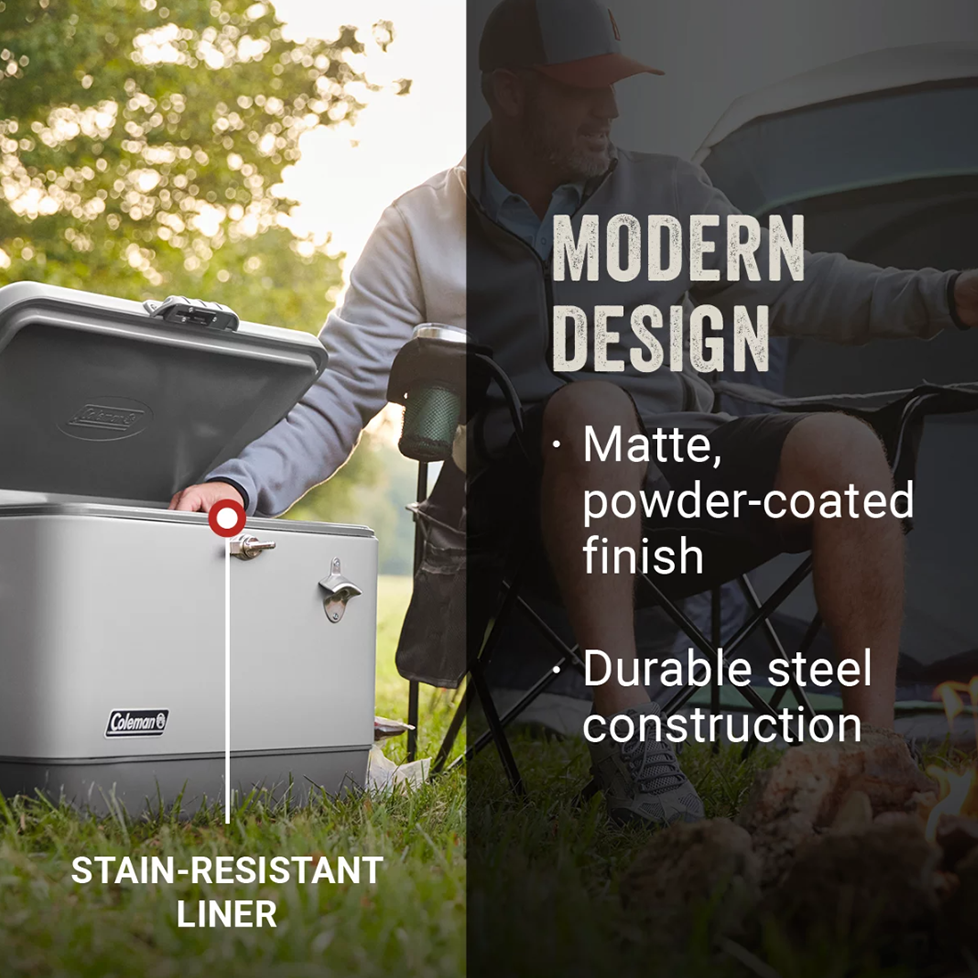 Coleman
Coleman
STAIN-RESISTANT
LINER
MODERN
DESIGN
· Matte,
powder-coated
finish
· Durable steel
construction